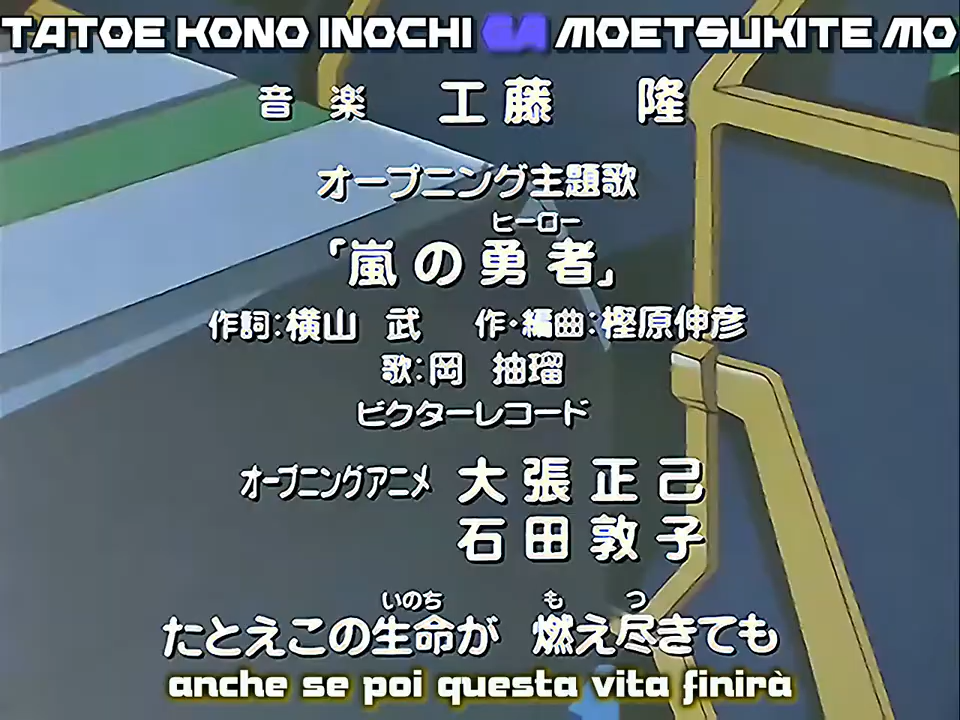 TATOE KONO INOCHI GA MOETSUKITE MO
音楽 工藤 隆
オープニング主題歌
ヒーロー
「嵐の勇者」
作詞:横山 武 作・編曲:樫原伸彦
歌:岡 柚瑠
ビクターレコード
オープニングアニメ 大張正己
石田敦子
いのち も つ
たとえこの生命が 燃え尽きても
anche se poi questa vita finirà